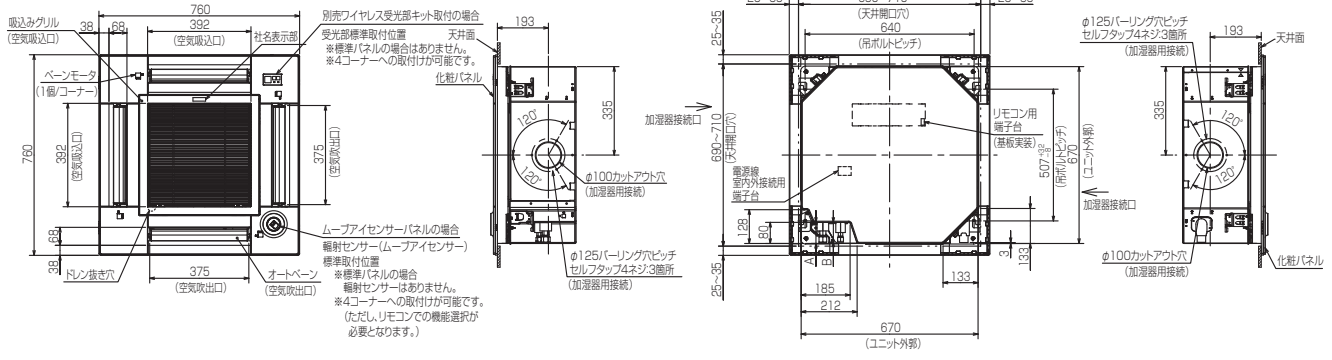 760
392
(空気吸込口)
38
68
吸込みグリル
(空気吸込口)
社名表示部
別売ワイヤレス受光部キット取付の場合
受光部標準取付位置
※標準パネルの場合はありません。
※4コーナーへの取付けが可能です。
ベーンモータ
(1個/コーナー)
760
392
(空気吸込口)
375
(空気吹出口)
68
38
ドレン抜き穴
375
(空気吹出口)
オートベーン
(空気吹出口)
ムーブアイセンサーパネルの場合
輻射センサー(ムーブアイセンサー)
標準取付位置
※標準パネルの場合
輻射センサーはありません。
※4コーナーへの取付けが可能です。
(ただし、リモコンでの機能選択が
必要となります。)
193
天井面
化粧パネル
335
120°
120°
φ100カットアウト穴
(加湿器用接続)
φ125バーリング穴ピッチ
セルフタップ4ネジ:3箇所
(加湿器用接続)
(天井開口穴)
640
(吊ボルトピッチ)
25~35
加湿器接続口
690~710
(天井開口穴)
リモコン用
端子台
(基板実装)
電源線
室内外接続用
端子台
507
(吊ボルトピッチ)
670
(ユニット外郭)
加湿器接続口
128
80
A
B
25~35
185
212
133
3
133
670
(ユニット外郭)
φ125バーリング穴ピッチ
セルフタップ4ネジ3箇所
(加湿器用接続)
193
天井面
335
120°
120°
φ100カットアウト穴
(加湿器用接続)
化粧パネル